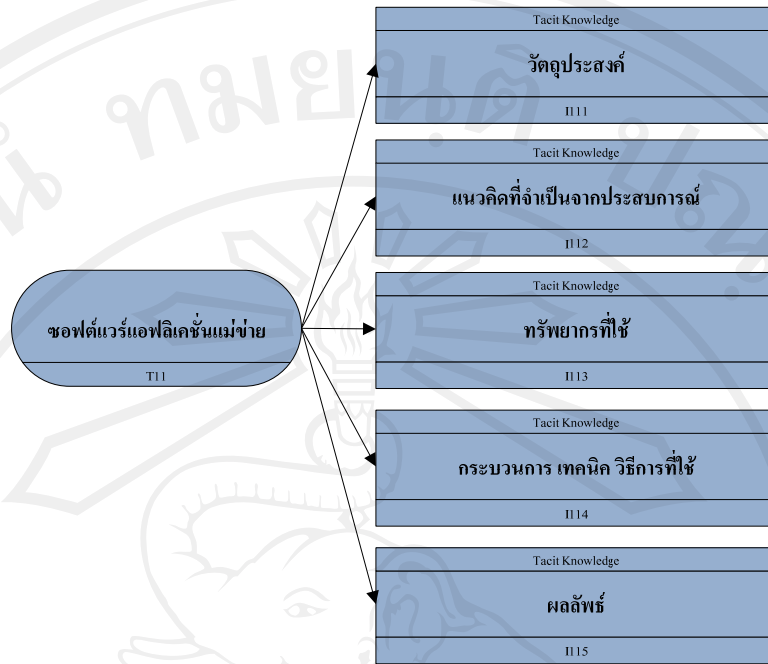 Tacit Knowledge
วัตถุประสงค์
I111
Tacit Knowledge
แนวคิดที่จำเป็นจากประสบการณ์
I112
Tacit Knowledge
ทรัพยากรที่ใช้
I113
ซอฟต์แวร์แอฟลิเคชั่นแม่ข่าย
T11
Tacit Knowledge
กระบวนการ เทคนิค วิธีการที่ใช้
I114
Tacit Knowledge
ผลลัพธ์
I115